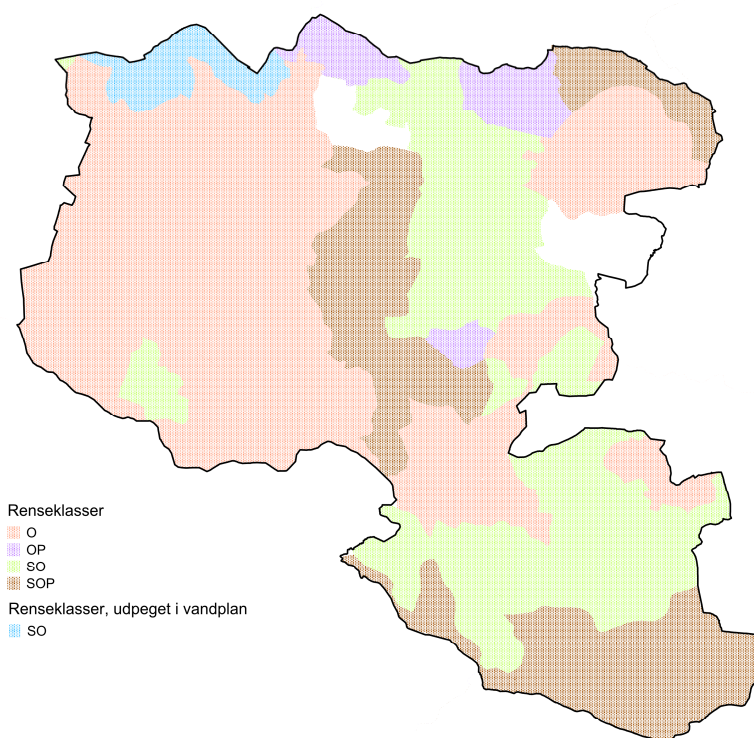 Renseklasser
O
OP
SO
SOP
Renseklasser, udpeget i vandplan
SO